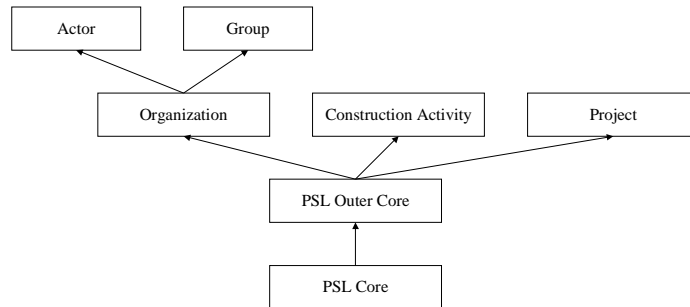 Actor
Group
Organization
Construction Activity
Project
PSL Outer Core
PSL Core